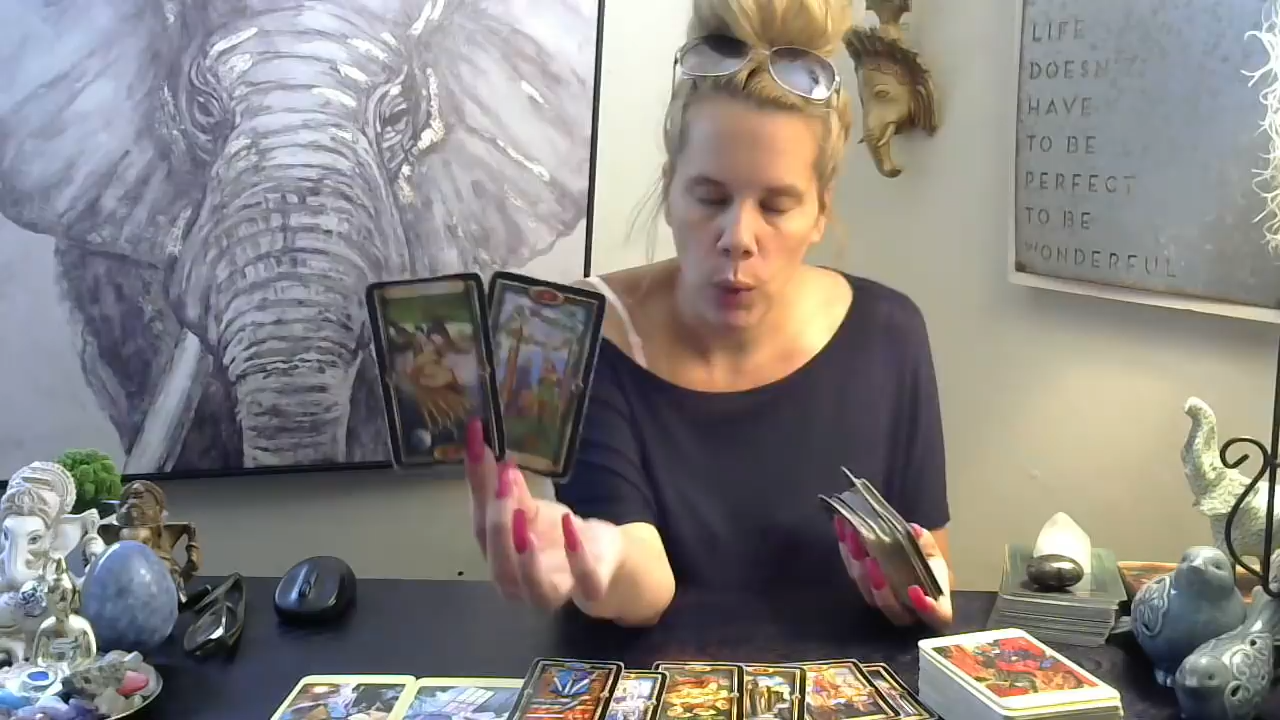 LIFE
DOESN'T
HAVE
TO BE
PERFECT
TO BE
WONDERFUL